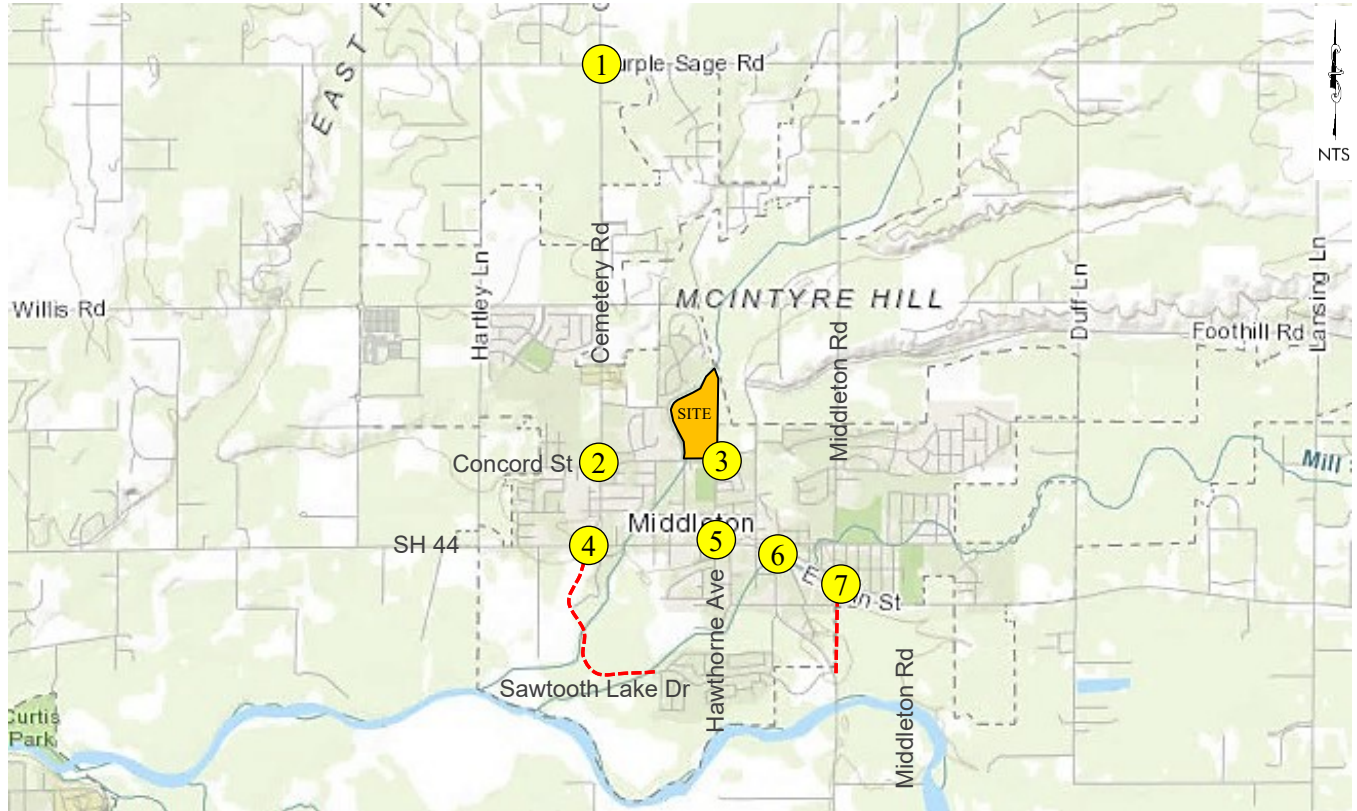 EAST
1
urple Sage Rd
NTS
Hartley Ln
Cemetery Rd
MCINTYRE HILL
Duff Ln
Lansing Ln
Willis Rd
Middleton Rd
Foothill Rd
SITE
Concord St
2
3
Mill
Middleton
SH 44
4
5
6
E
7
n St
Hawthorne Ave
Sawtooth Lake Dr
Middleton Rd
Curtis
Park